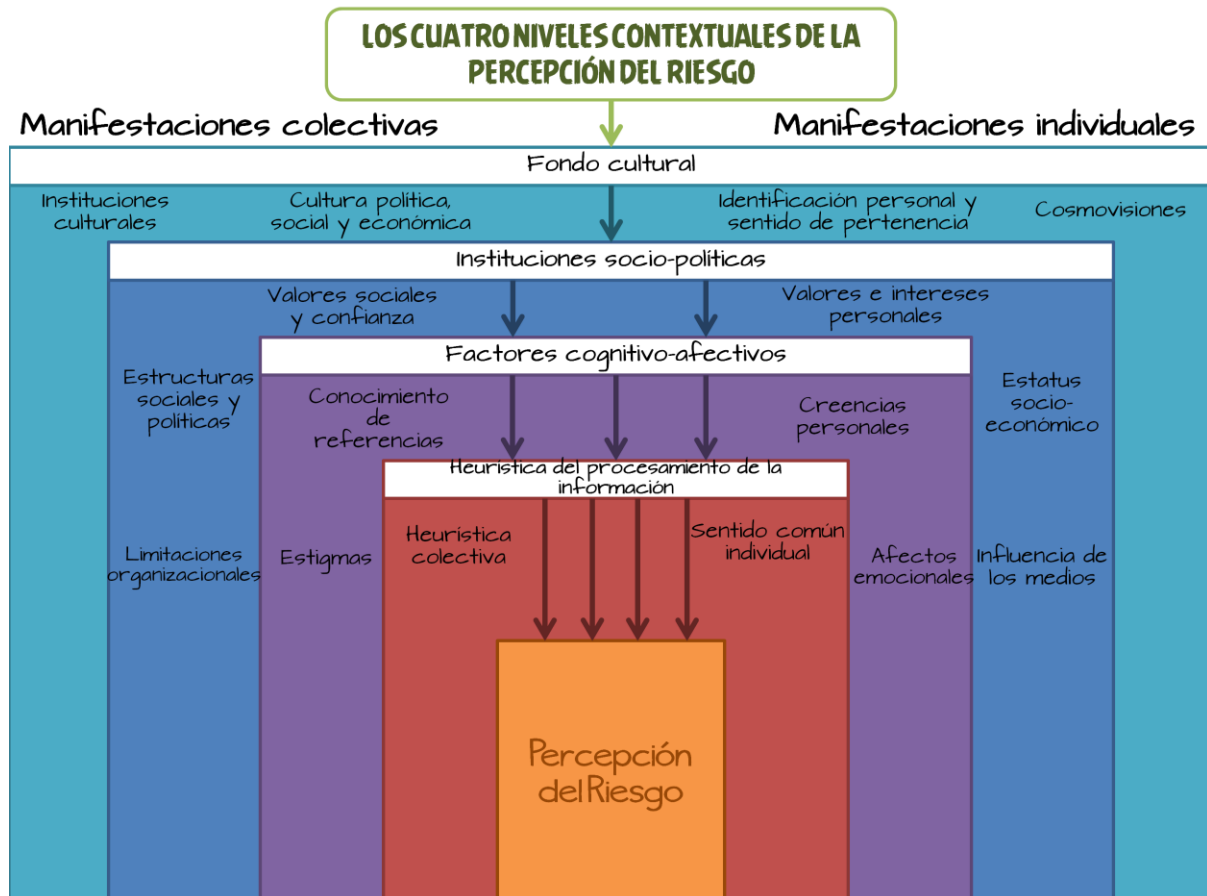 LOS CUATRO NIVELES CONTEXTUALES DE LA
PERCEPCIÓN DEL RIESGO
Manifestaciones colectivas
Manifestaciones individuales
Fondo cultural
Instituciones
culturales
Cultura política,
social y económica
Identificación personal y
sentido de pertenencia
Cosmovisiones
Instituciones socio-políticas
Valores sociales
y confianza
Valores e intereses
personales
Factores cognitivo-afectivos
Estructuras
sociales y
políticas
Conocimiento
de
referencias
Creencias
personales
Estatus
socio-
económico
Heurística del procesamiento de la
información
Limitaciones
organizacionales
Estigmas
Heurística
colectiva
Sentido común
individual
Afectos
emocionales
Influencia de
los medios
Percepción
del Riesgo